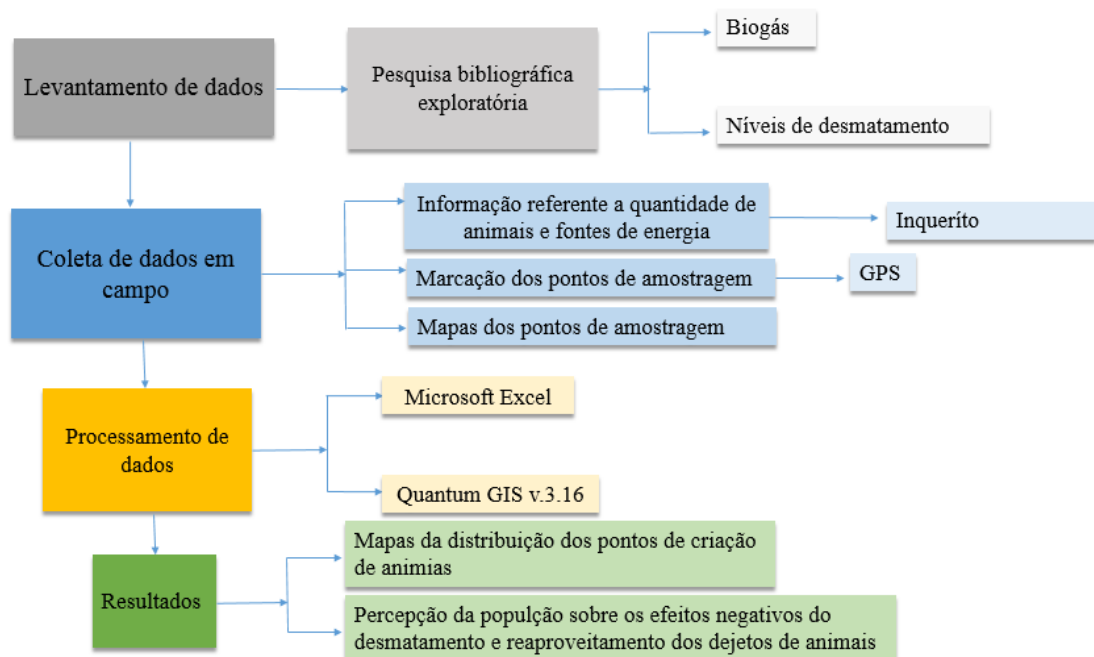 Levantamento de dados
Pesquisa bibliográfica
exploratória
Biogás
Níveis de desmatamento
Coleta de dados em
campo
Informação referente a quantidade de
animais e fontes de energia
Inqueríto
Marcação dos pontos de amostragem
GPS
Mapas dos pontos de amostragem
Processamento de
dados
Microsoft Excel
Quantum GIS v.3.16
Resultados
Mapas da distribuição dos pontos de criação
de animias
Percepção da populção sobre os efeitos negativos do
desmatamento e reaproveitamento dos dejetos de animais